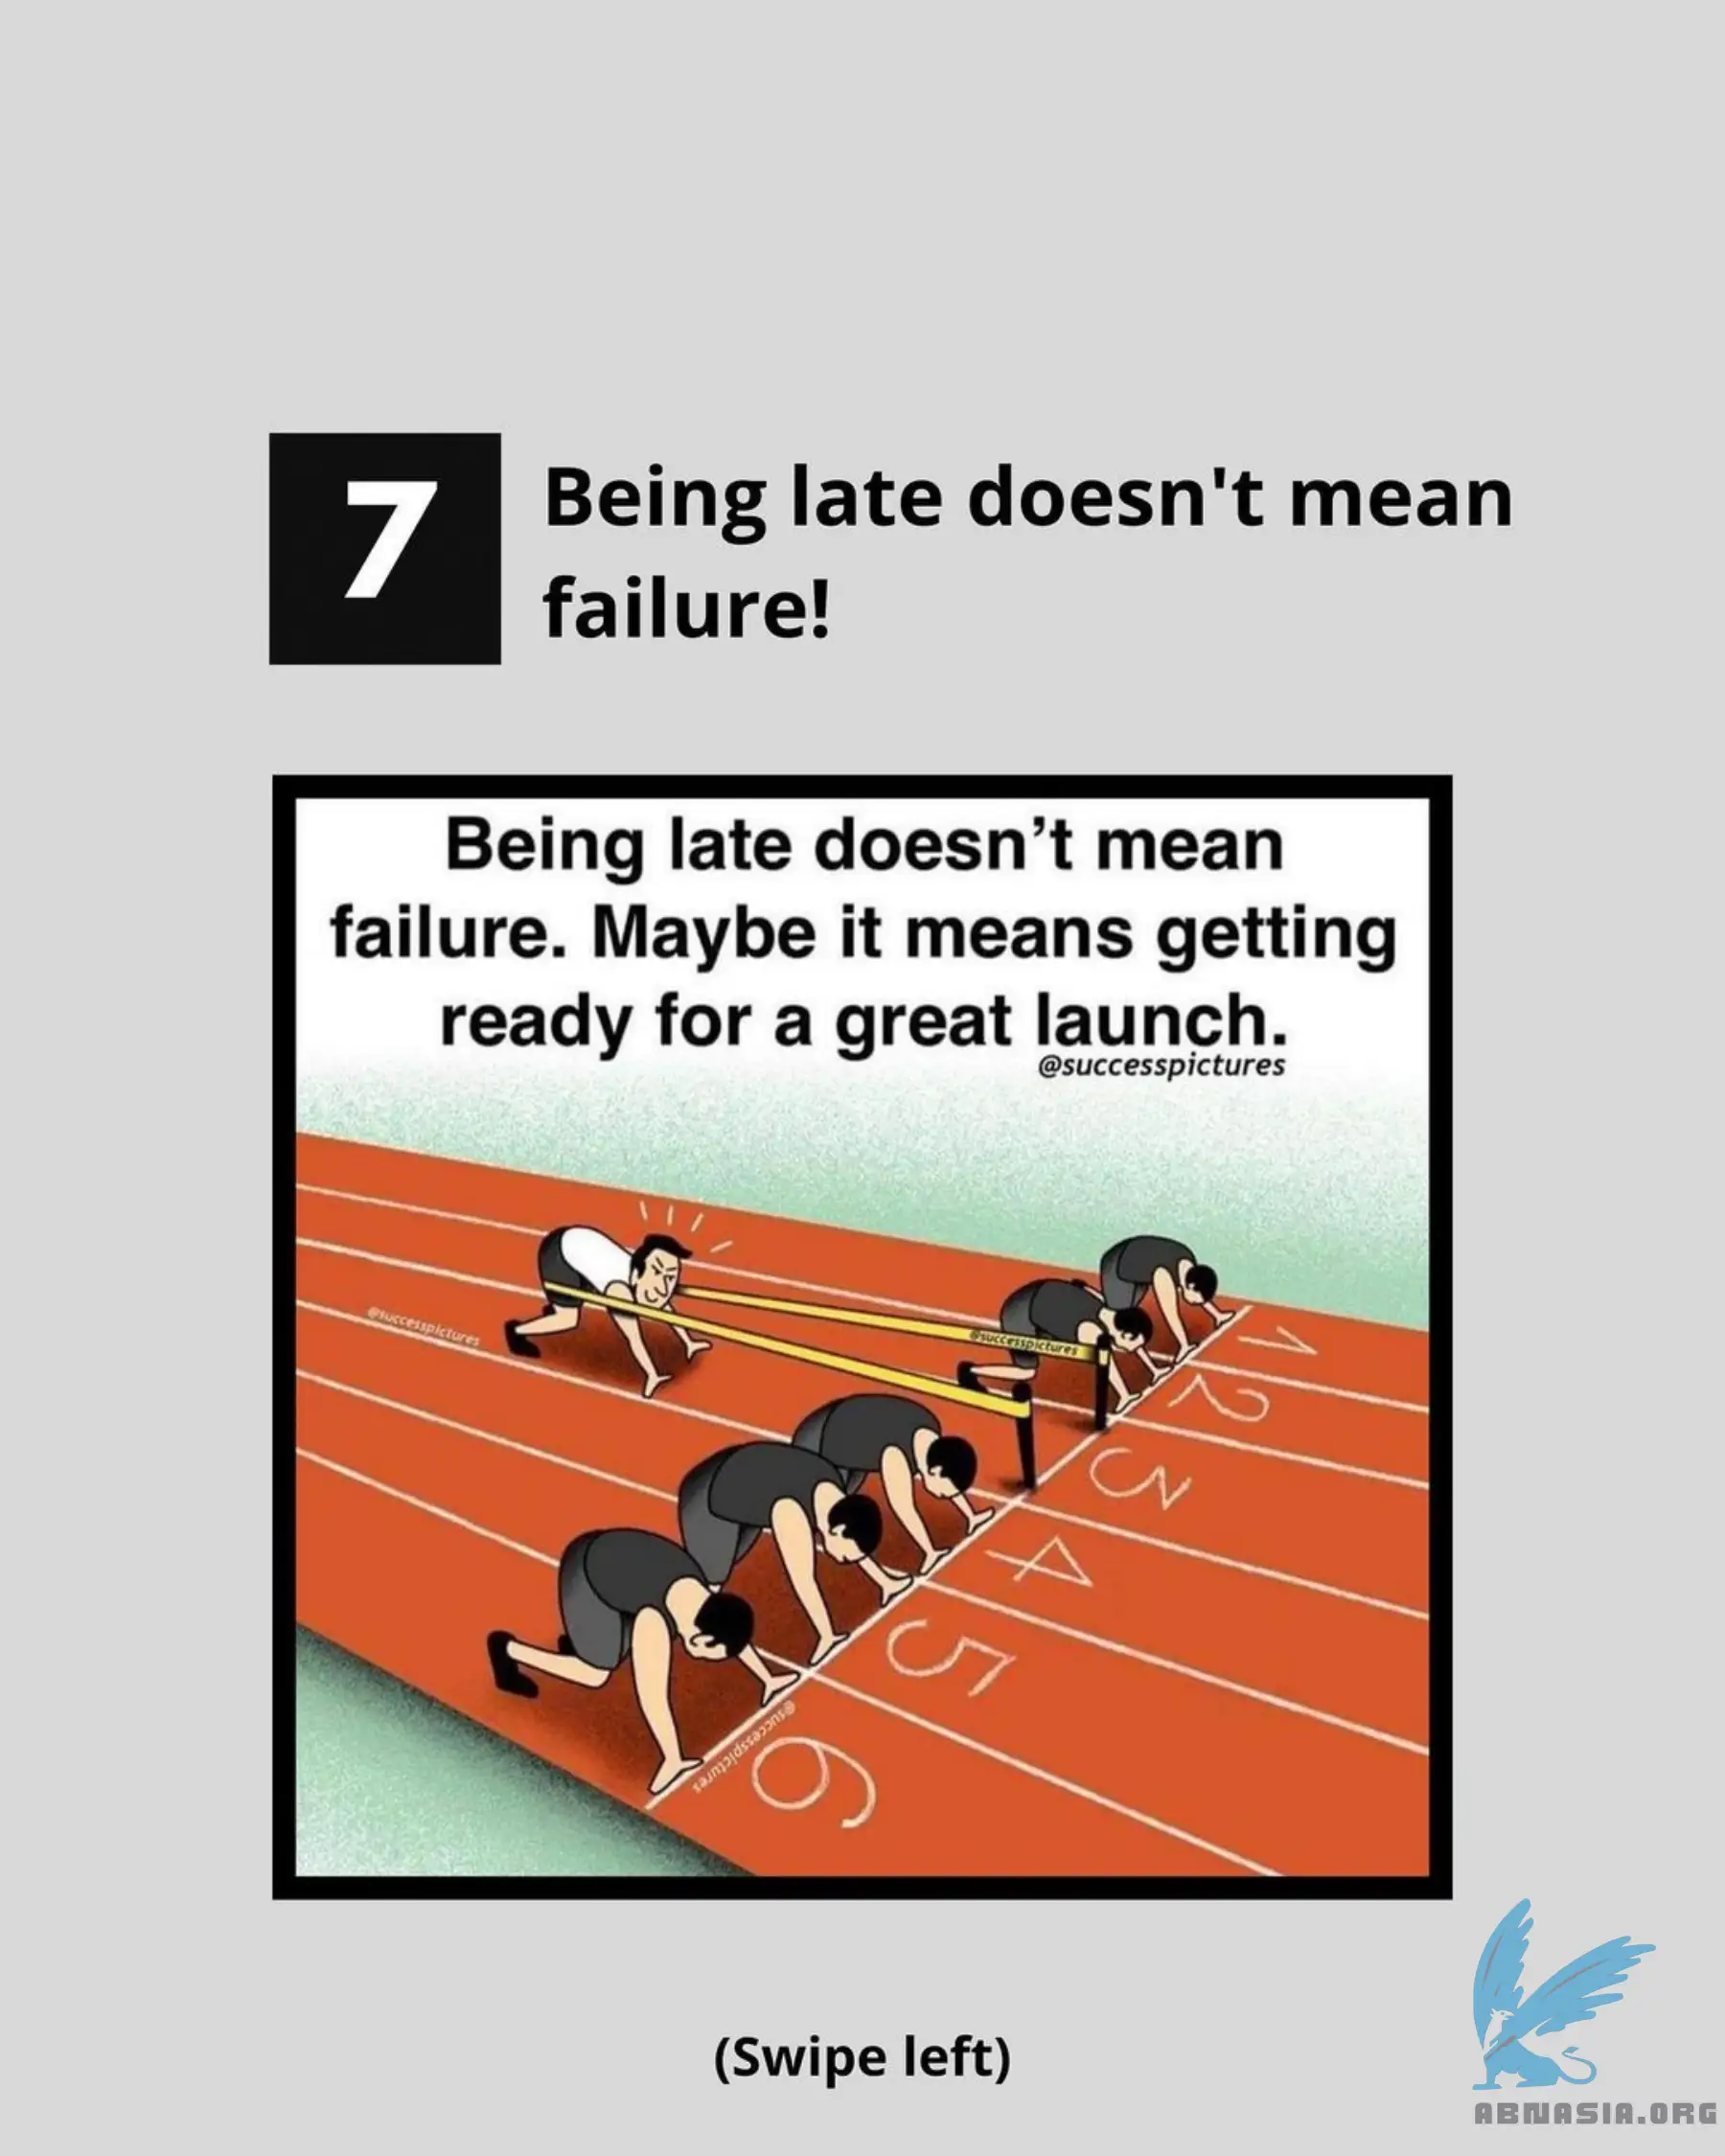 7
Being late doesn't mean
failure!
Being late doesn’t mean
failure. Maybe it means getting
ready for a great launch.
@successpictures
@successpictures
@successpictures
1
2
3
4
5
6
@successpictures
(Swipe left)
ABNASIA.ORG